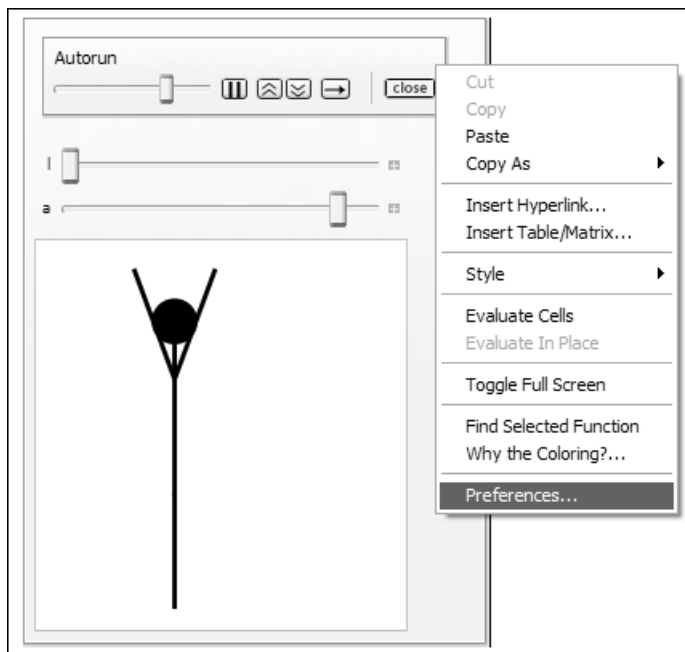 Autorun
close
l
a
Cut
Copy
Paste
Copy As
Insert Hyperlink...
Insert Table/Matrix...
Style
Evaluate Cells
Evaluate In Place
Toggle Full Screen
Find Selected Function
Why the Coloring?...
Preferences...